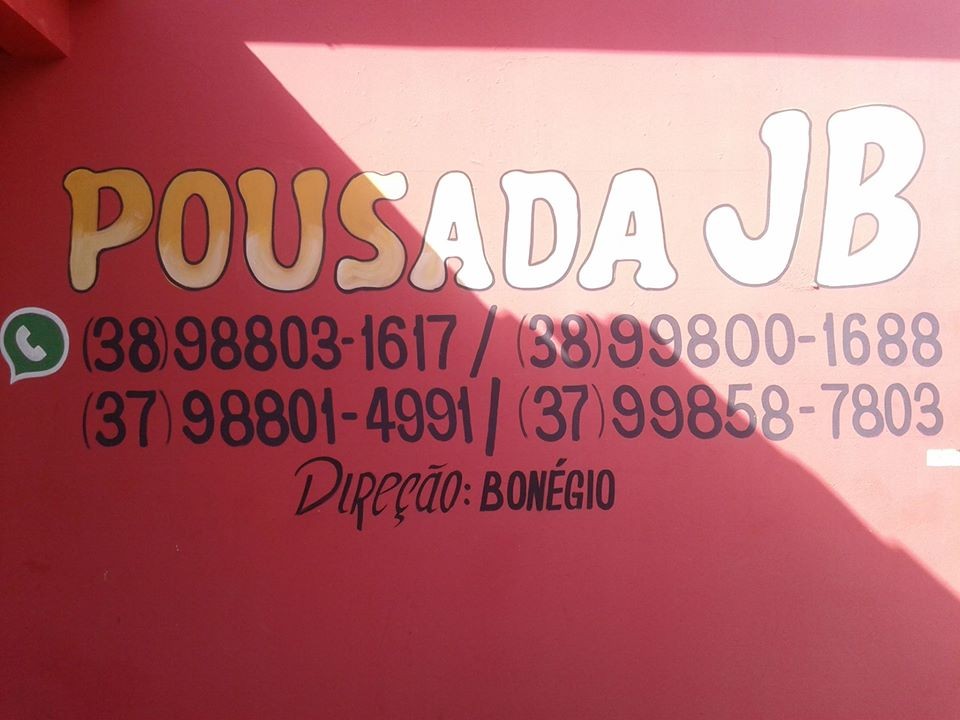 POUSADA JB
(38)98803-1617/(38)99800-1688
(37)98801-4991/(37)99858-7803
DIREÇÃO: BONÉGIO